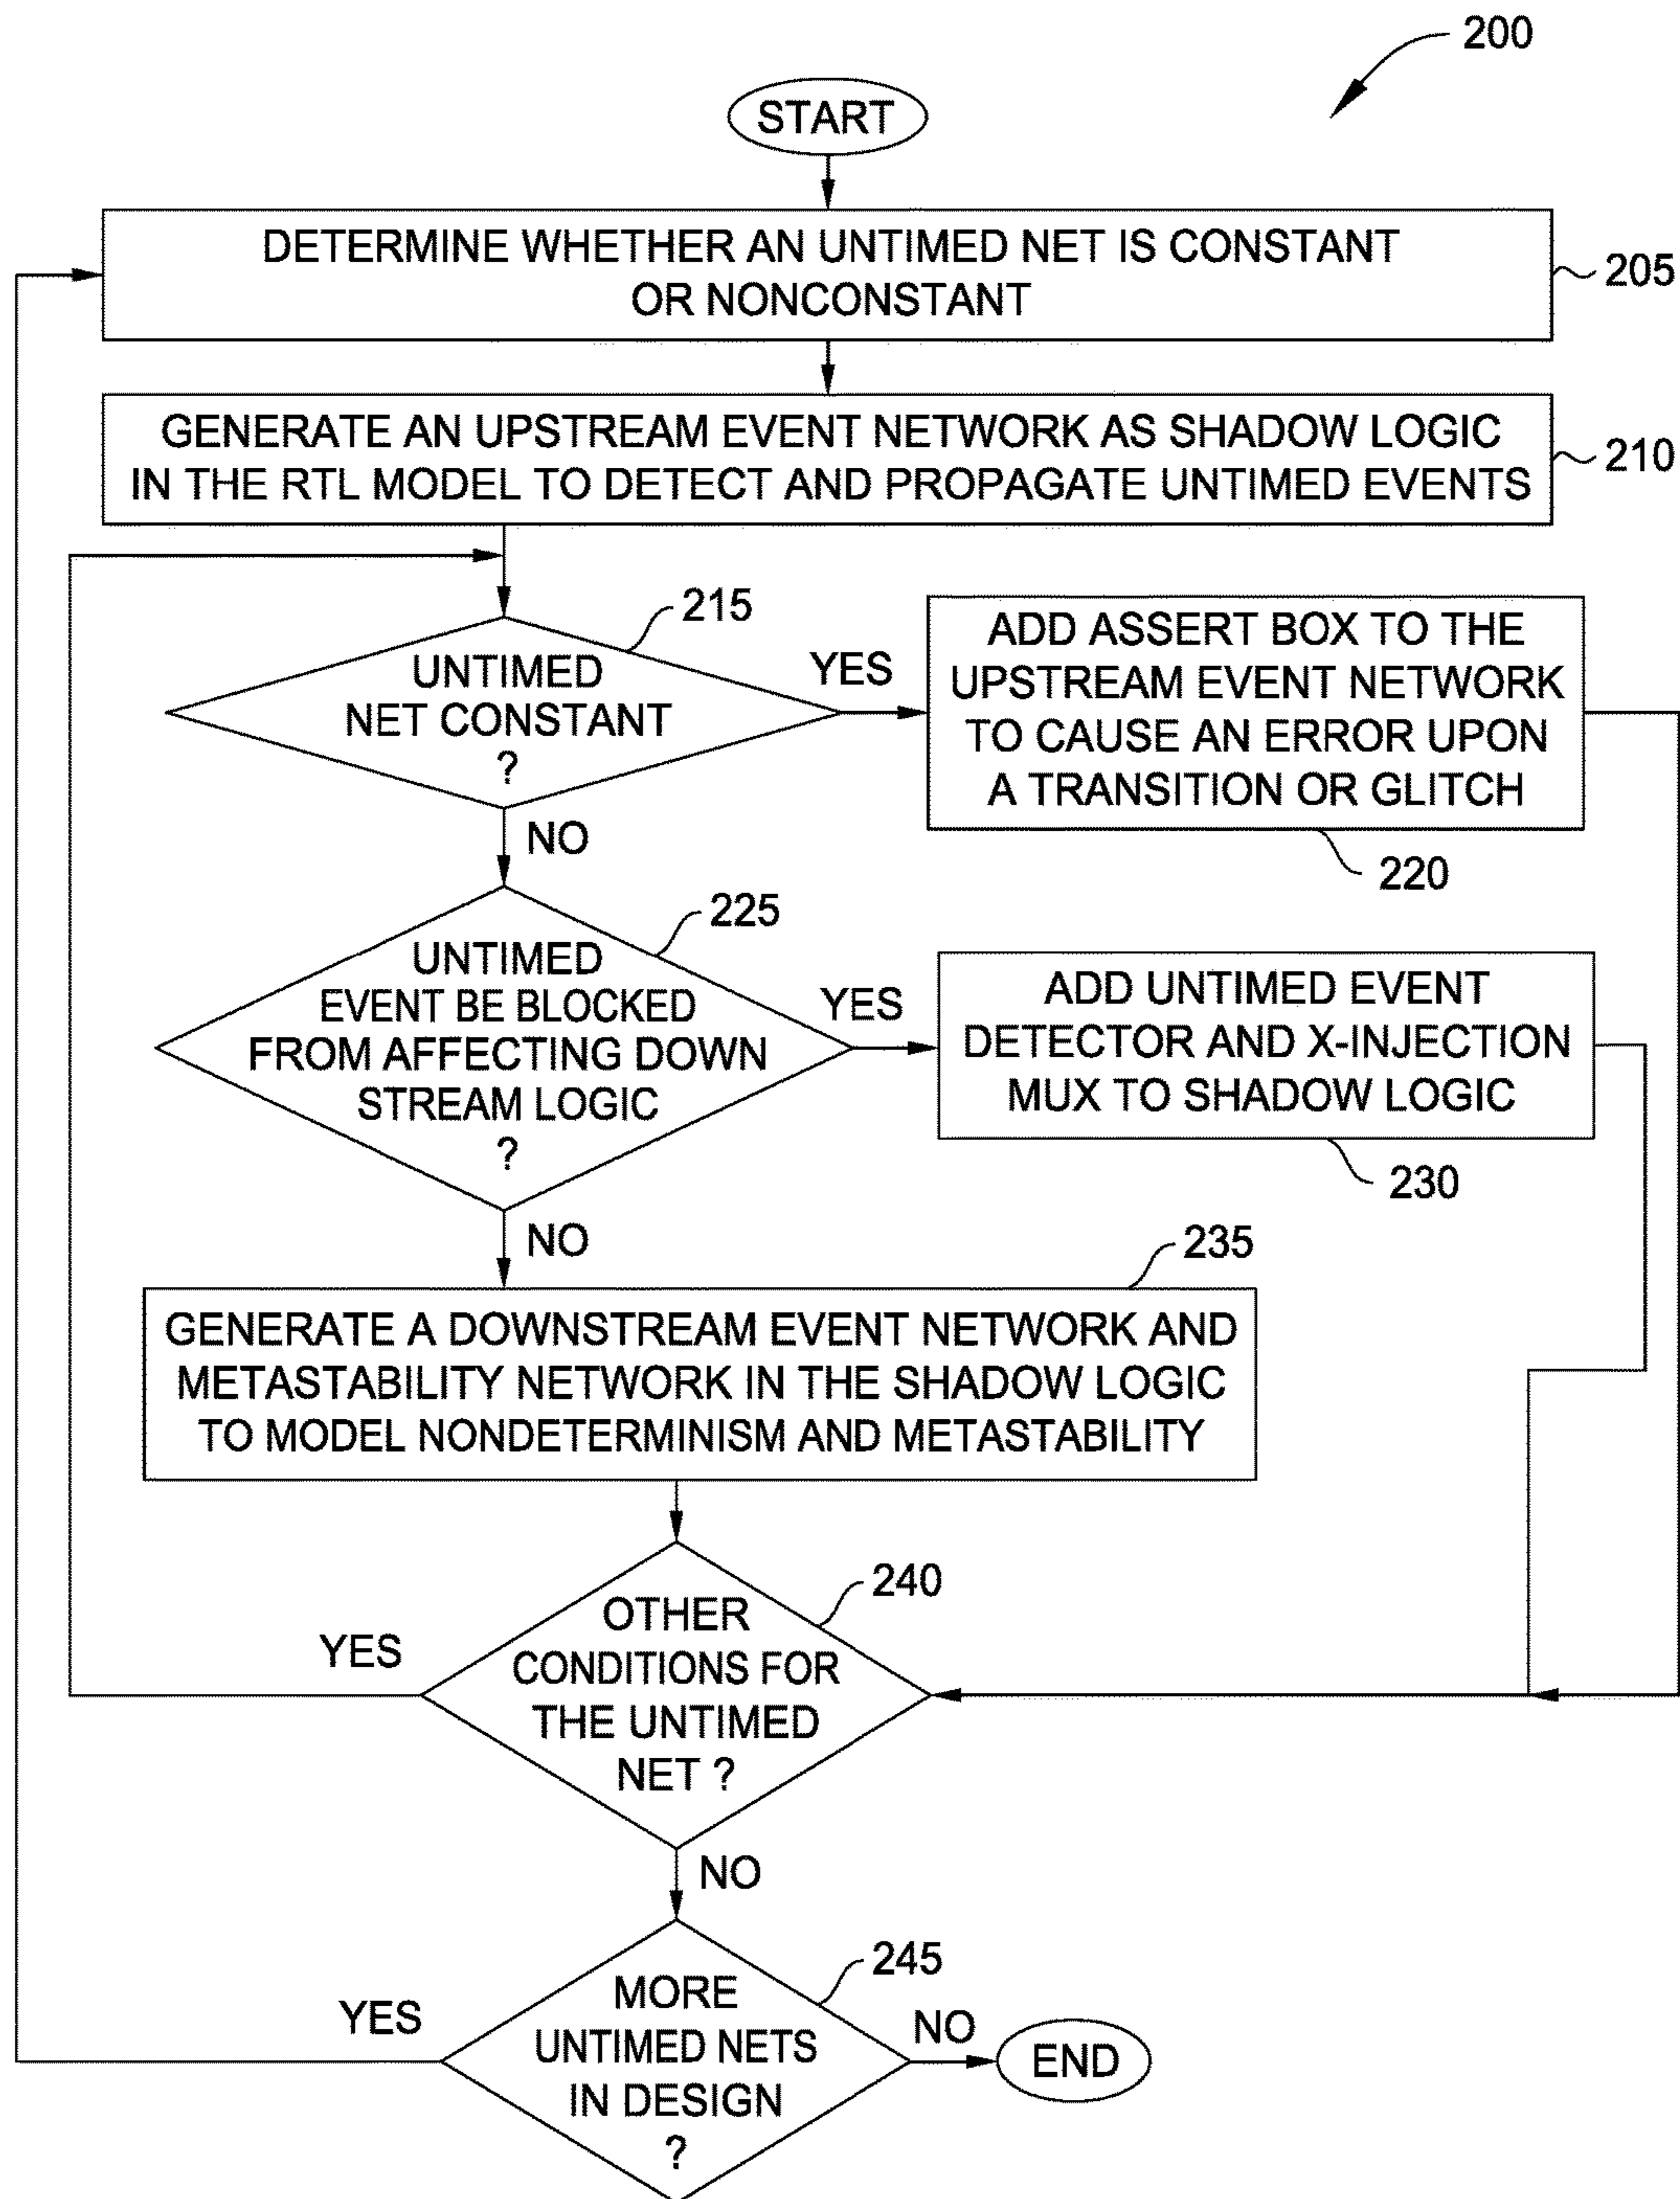 200
START
DETERMINE WHETHER AN UNTIMED NET IS CONSTANT
OR NONCONSTANT
205
GENERATE AN UPSTREAM EVENT NETWORK AS SHADOW LOGIC
IN THE RTL MODEL TO DETECT AND PROPAGATE UNTIMED EVENTS
210
215
UNTIMED
NET CONSTANT
?
YES
NO
ADD ASSERT BOX TO THE
UPSTREAM EVENT NETWORK
TO CAUSE AN ERROR UPON
A TRANSITION OR GLITCH
220
225
UNTIMED
EVENT BE BLOCKED
FROM AFFECTING DOWN
STREAM LOGIC
?
YES
NO
ADD UNTIMED EVENT
DETECTOR AND X-INJECTION
MUX TO SHADOW LOGIC
230
235
GENERATE A DOWNSTREAM EVENT NETWORK AND
METASTABILITY NETWORK IN THE SHADOW LOGIC
TO MODEL NONDETERMINISM AND METASTABILITY
240
OTHER
CONDITIONS FOR
THE UNTIMED
NET ?
YES
NO
245
MORE
UNTIMED NETS
IN DESIGN
?
YES
NO
END